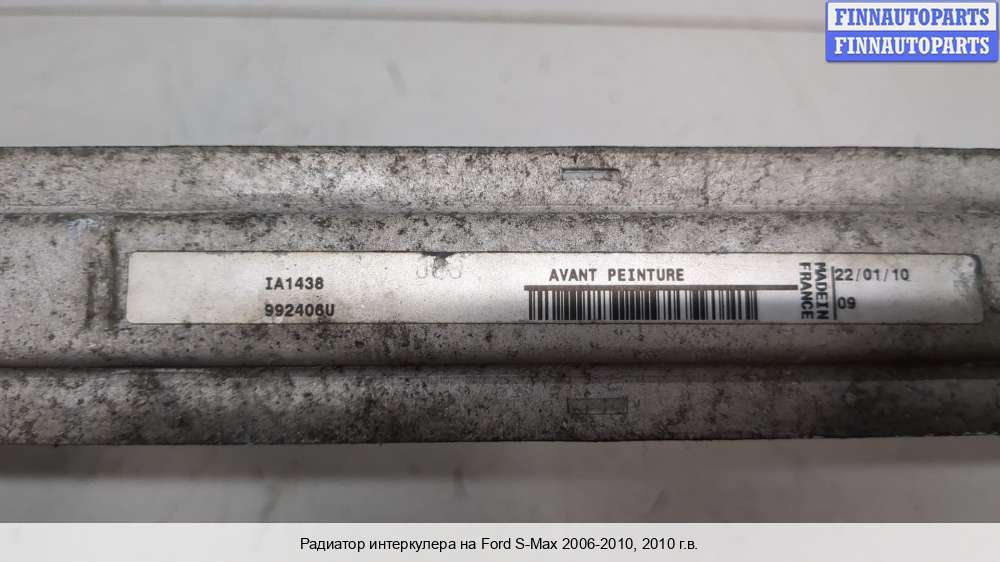 FINNAUTOPARTS
FINNAUTOPARTS
IA1438
992406U
AVANT PEINTURE
MADE IN
FRANCE
22/01/10
09
Радиатор интеркулера на Ford S-Max 2006-2010, 2010 г.в.